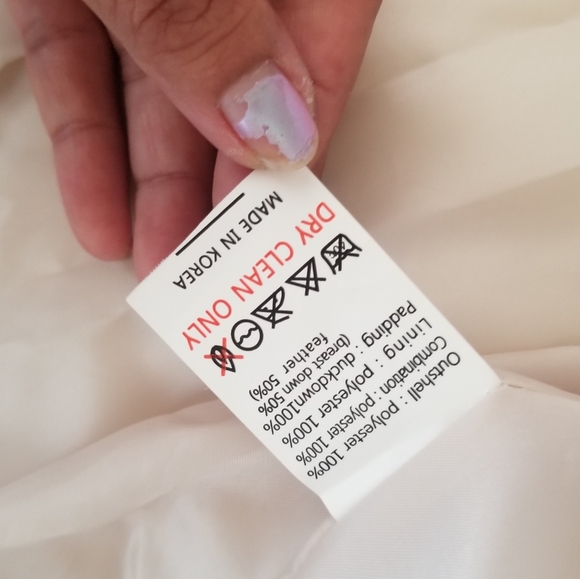 Outshell : polyester 100%
Combination : polyester 100%
Lining : polyester 100%
Padding : duckdown100%
(breast down 50%
feather 50%)
DRY CLEAN ONLY
MADE IN KOREA